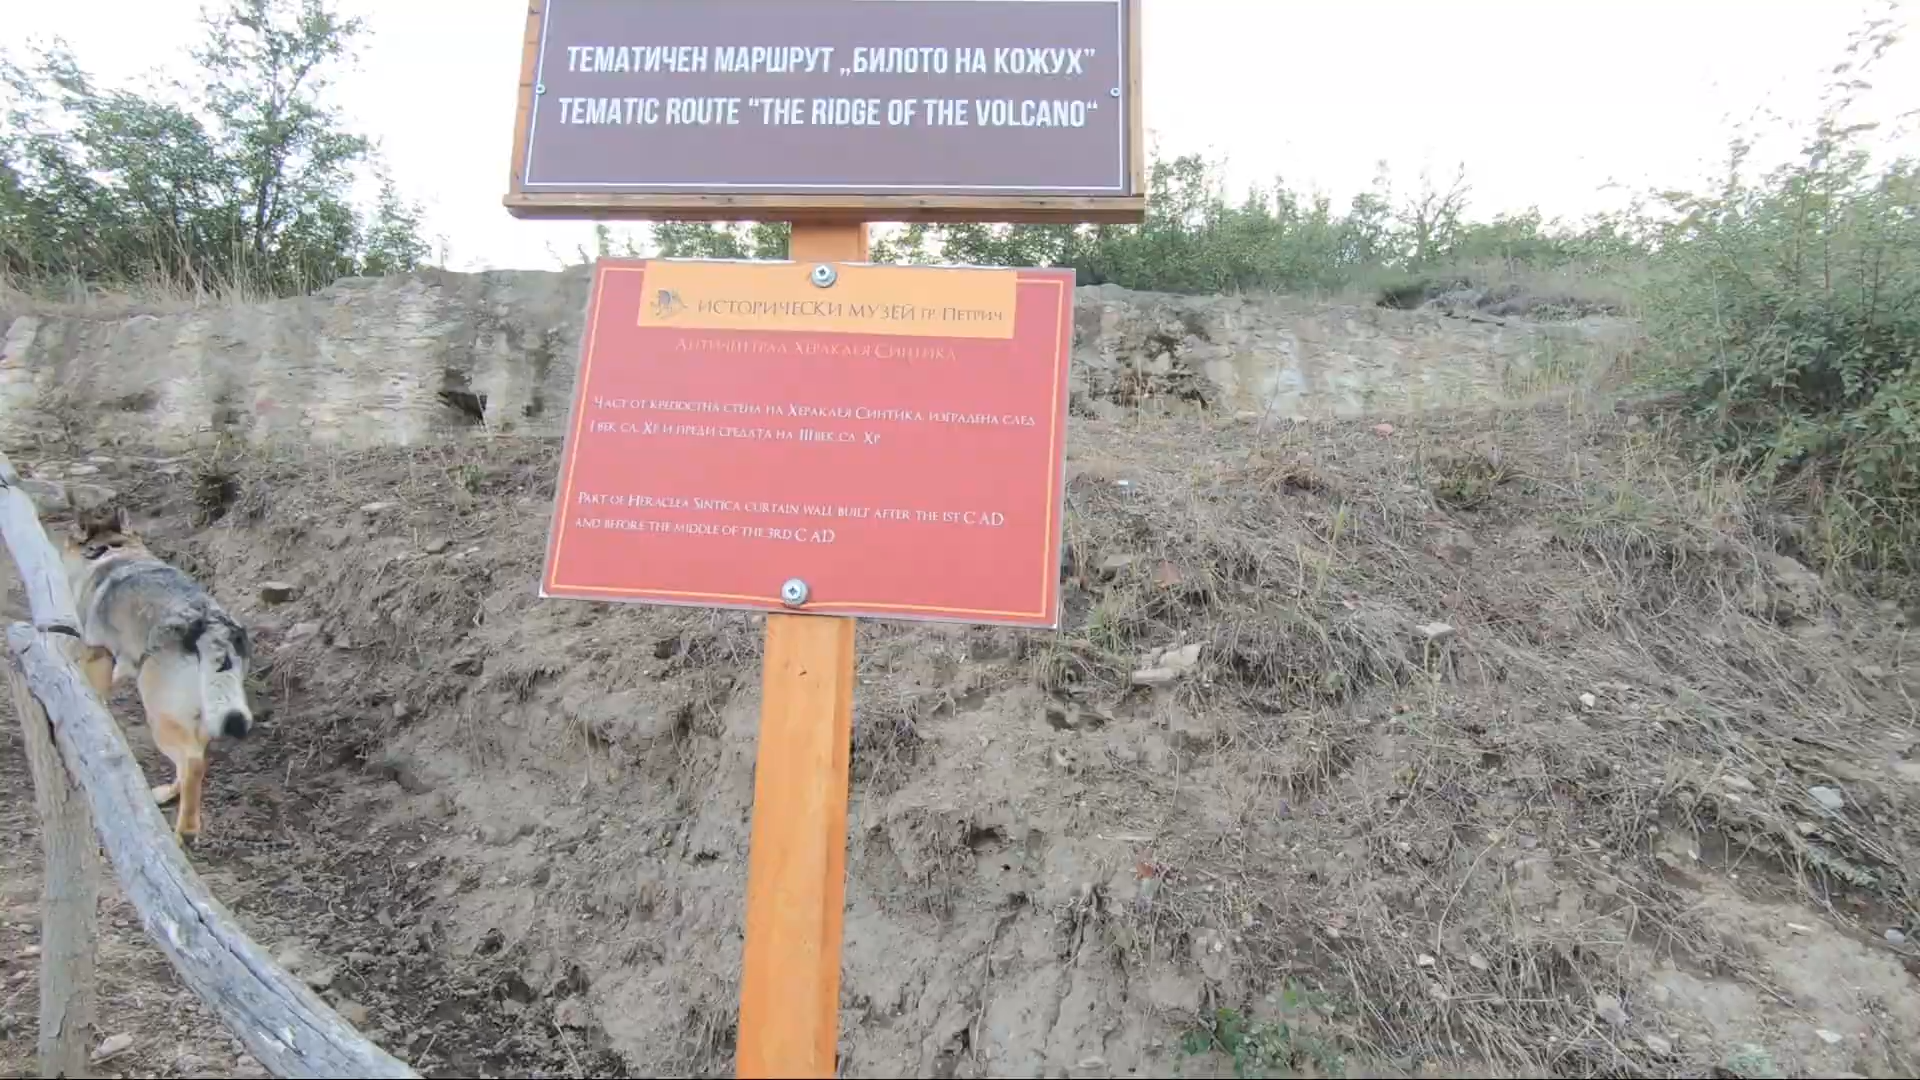 ТЕМАТИЧЕН МАРШРУТ „БИЛОТО НА КОЖУХ”
TEMATIC ROUTE "THE RIDGE OF THE VOLCANO“
ИСТОРИЧЕСКИ МУЗЕЙ ГР. ПЕТРИЧ
АНТИЧЕН ГРАД ХЕРАКЛЕЯ СИНТИКА
ЧАСТ ОТ КРЕПОСТНА СТЕНА НА ХЕРАКЛЕЯ СИНТИКА, ИЗГРАДЕНА СЛЕД
I ВЕК СЛ. ХР И ПРЕДИ СРЕДАТА НА III ВЕК СЛ. ХР
PART OF HERACLEA SINTICA CURTAIN WALL BUILT AFTER THE 1ST C AD
AND BEFORE THE MIDDLE OF THE 3RD C AD